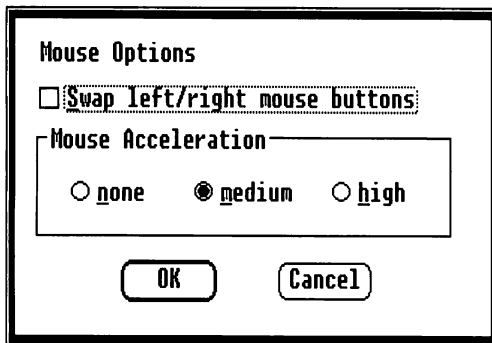 Mouse Options
Swap left/right mouse buttons
Mouse Acceleration
none medium high
OK Cancel